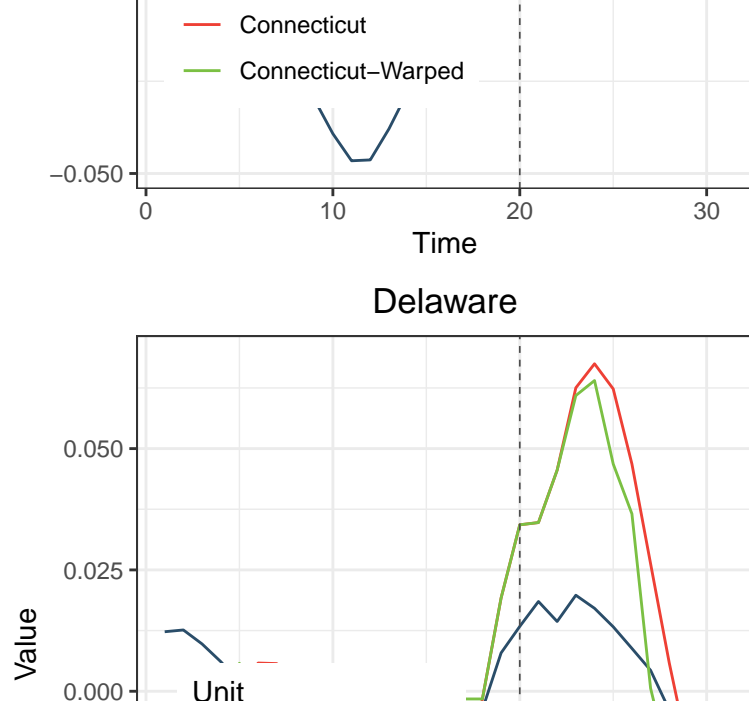 Connecticut
Connecticut−Warped
−0.050
0 10 20 30
Time
Delaware
0.050
0.025
Value
0.000
Unit